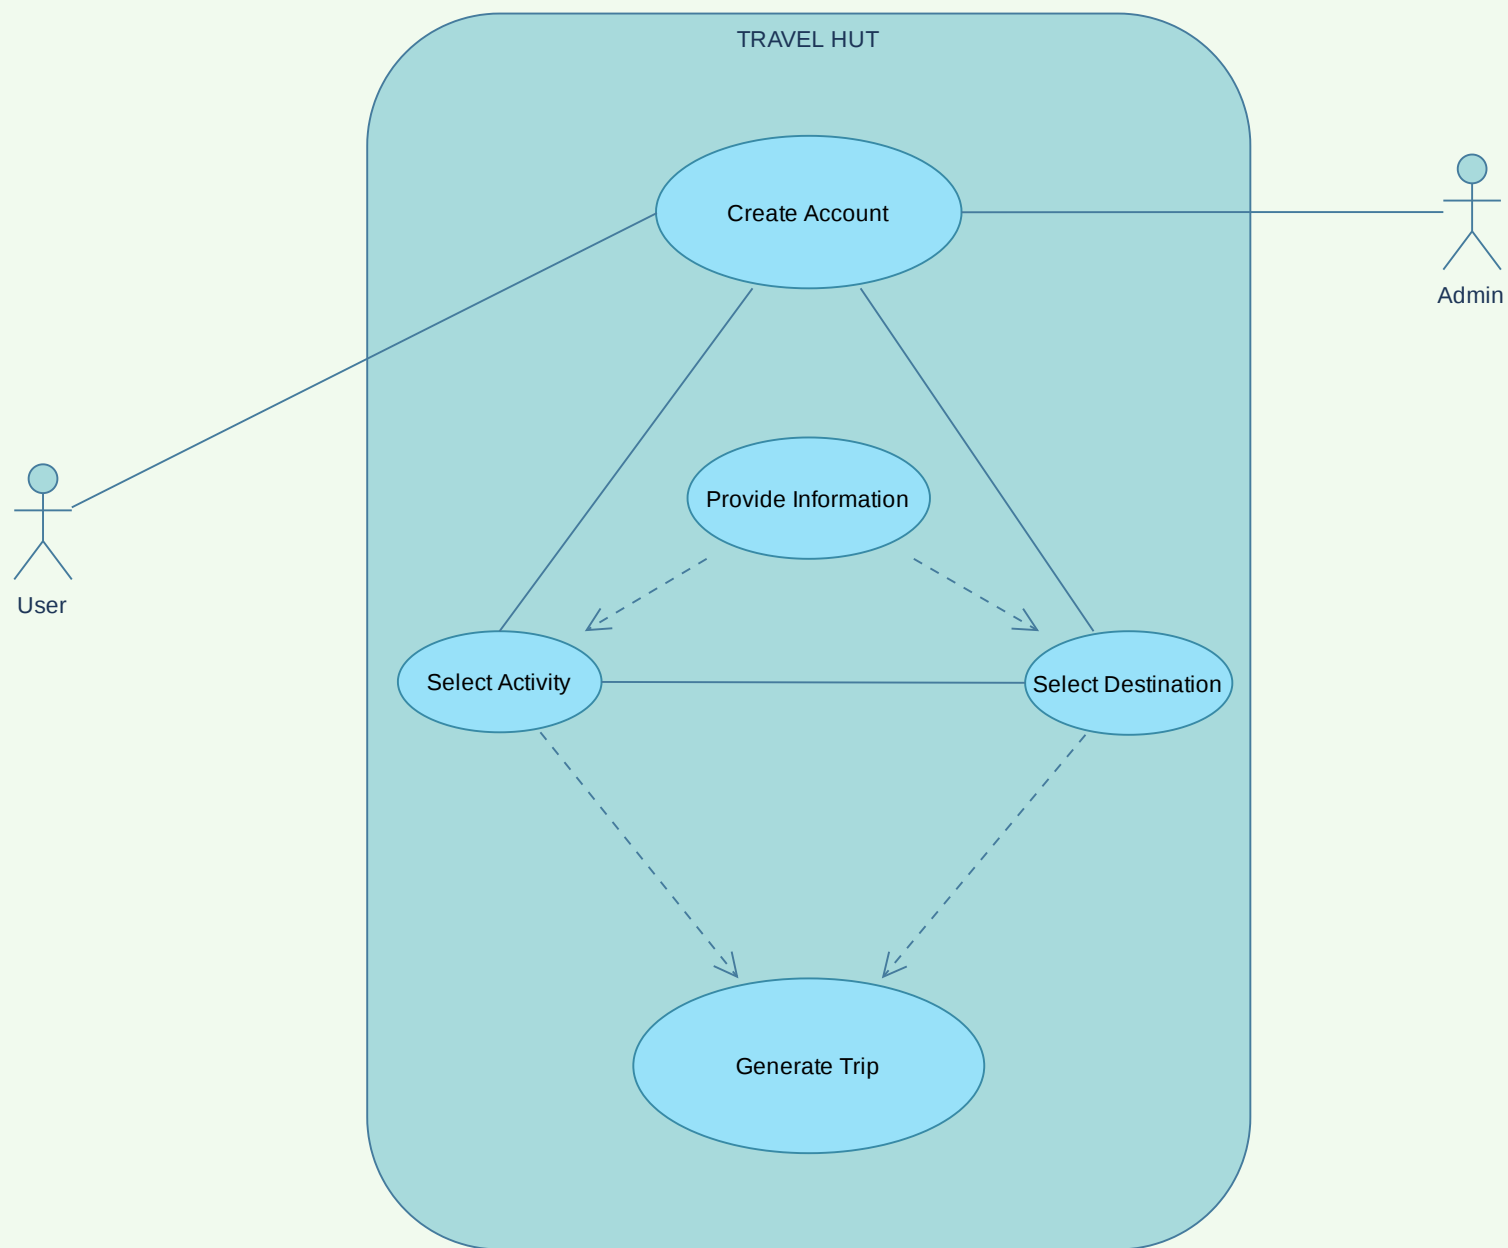 TRAVEL HUT
Create Account
Admin
Provide Information
User
Select Activity
Select Destination
Generate Trip